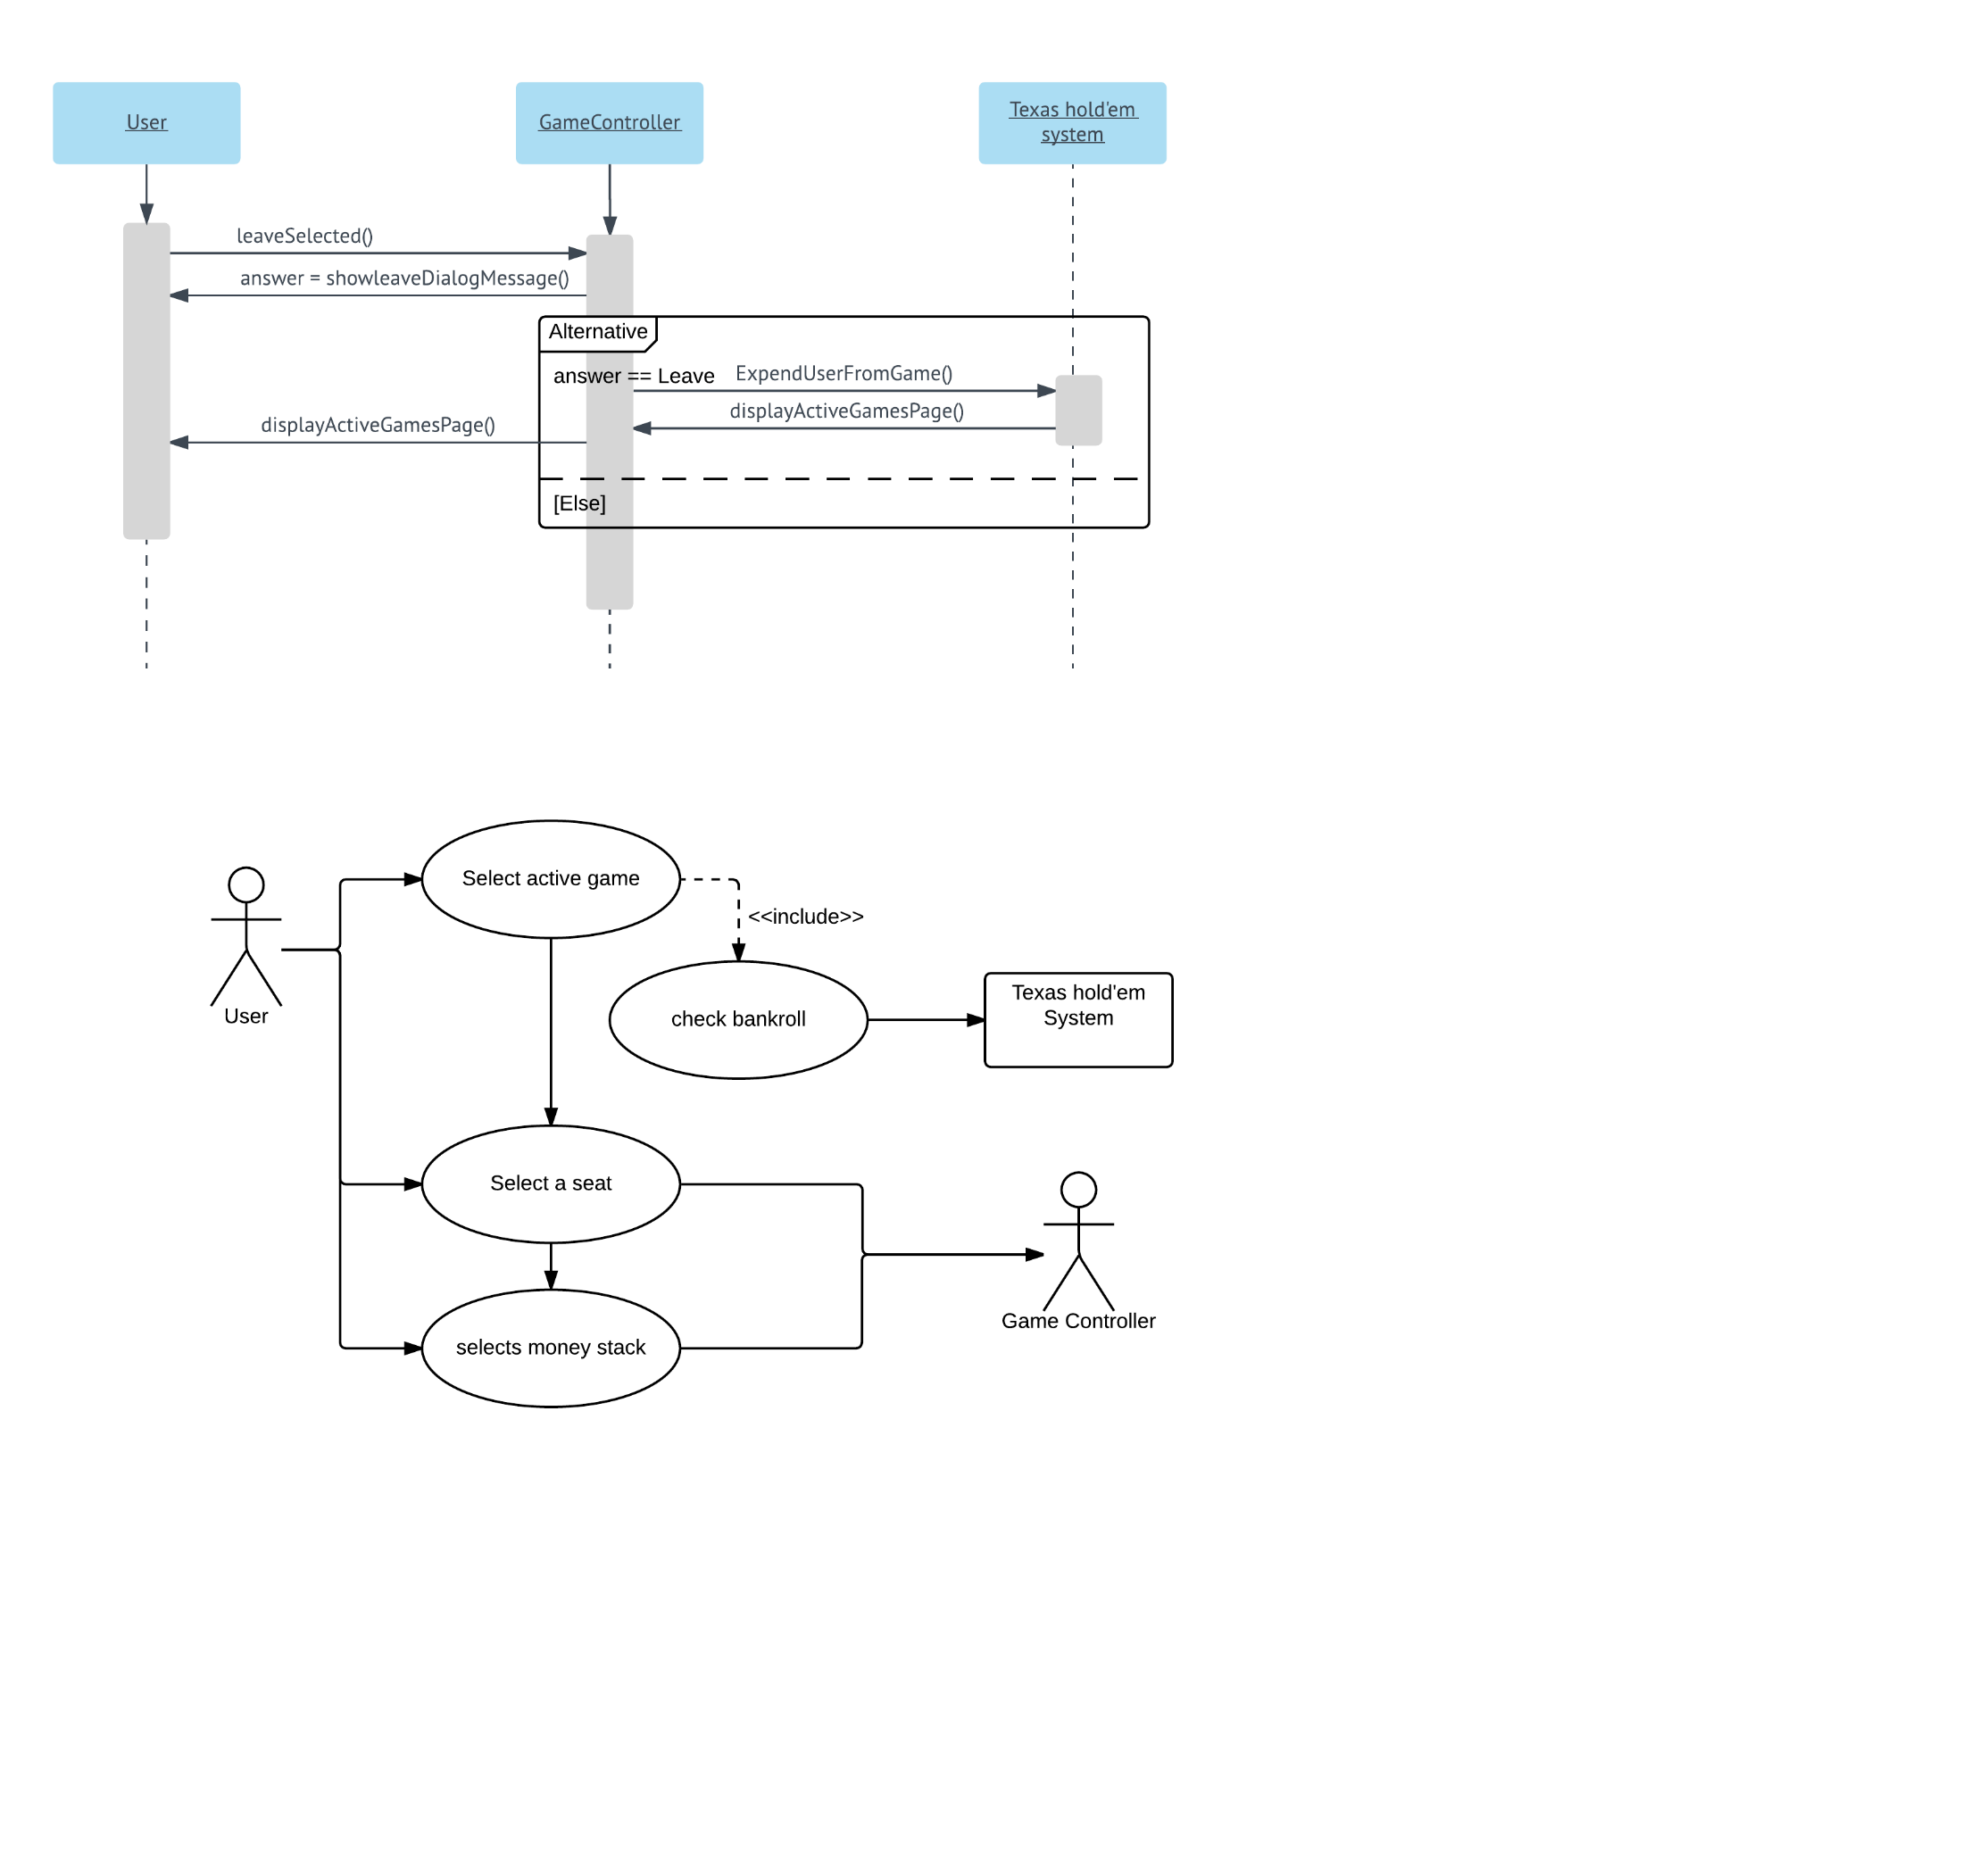 User
GameController
Texas hold'em
system
leaveSelected()
answer = showleaveDialogMessage()
Alternative
answer == Leave
ExpendUserFromGame()
displayActiveGamesPage()
displayActiveGamesPage()
[Else]
Select active game
<<include>>
User
check bankroll
Texas hold'em
System
Select a seat
Game Controller
selects money stack